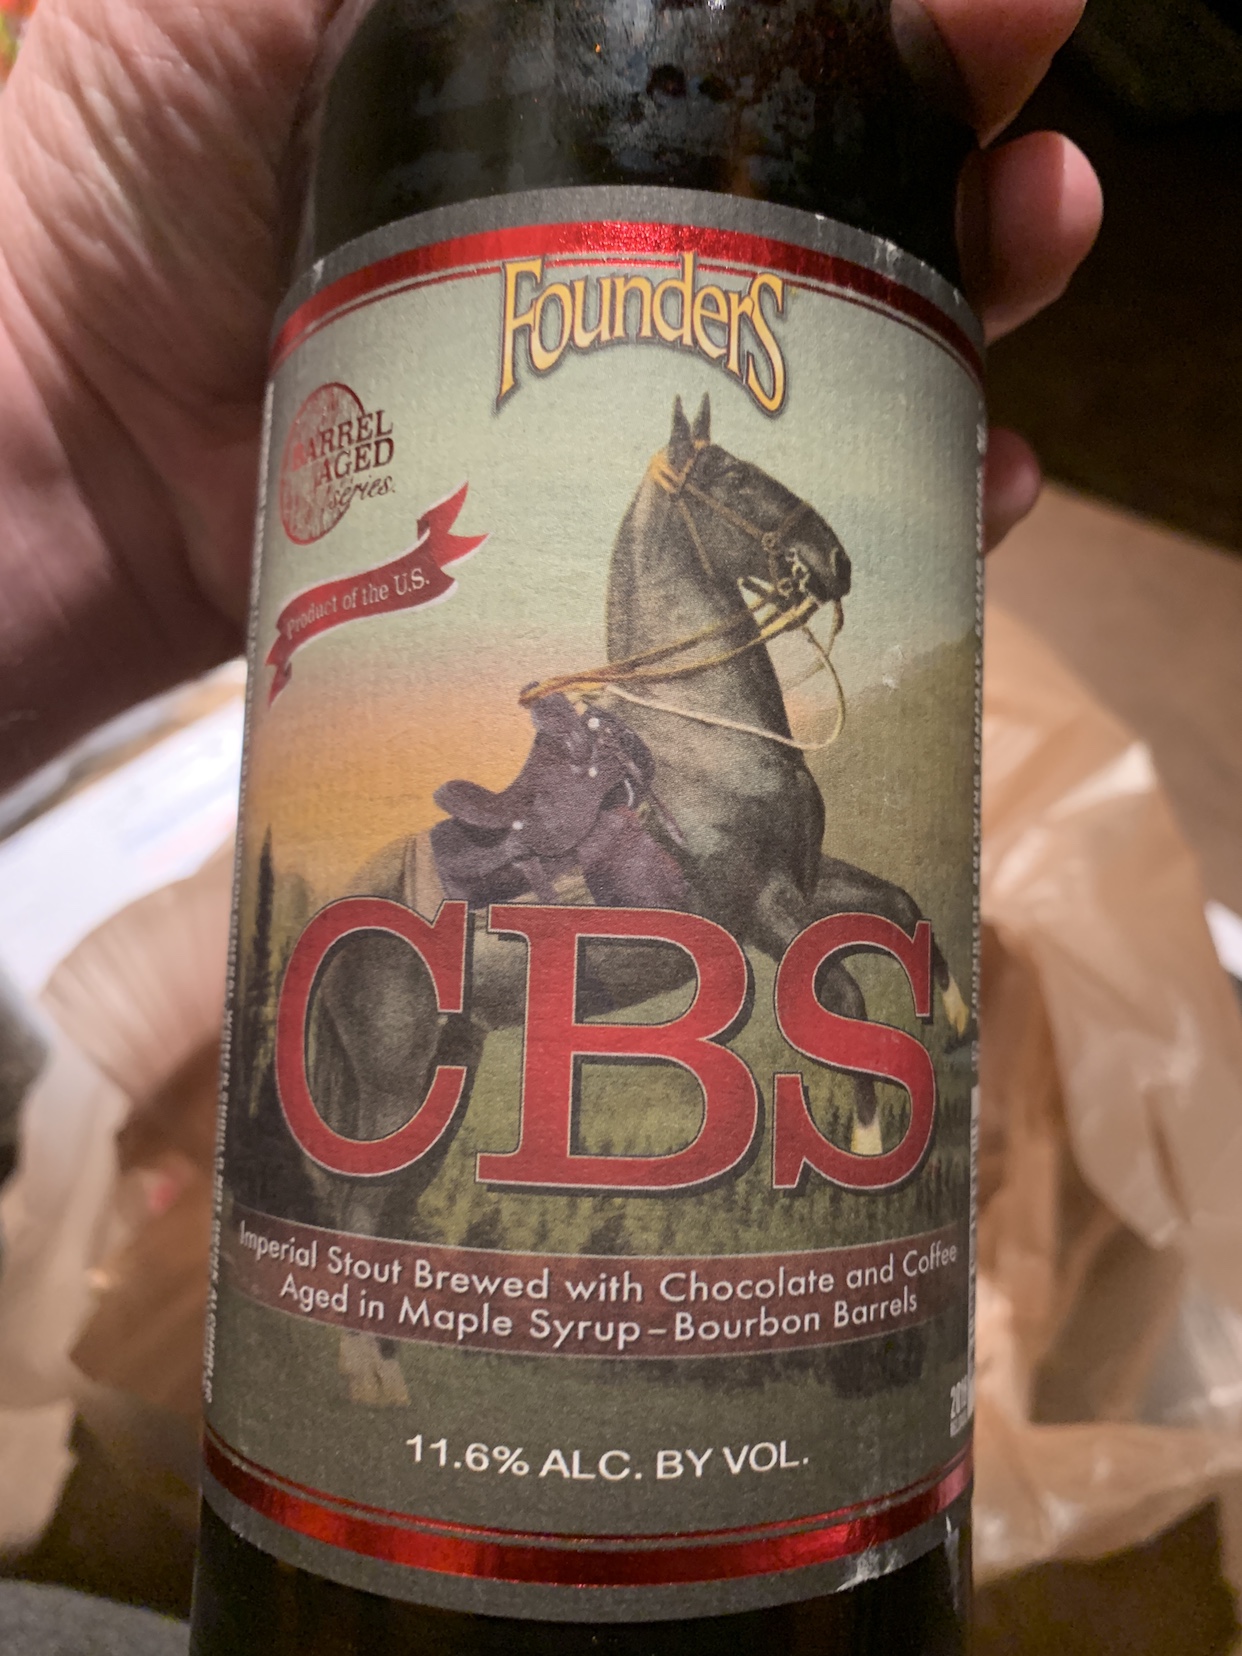 Founders
BARREL
AGED
series.
Product of the U.S.
CBS
Imperial Stout Brewed with Chocolate and Coffee
Aged in Maple Syrup–Bourbon Barrels
11.6% ALC. BY VOL.